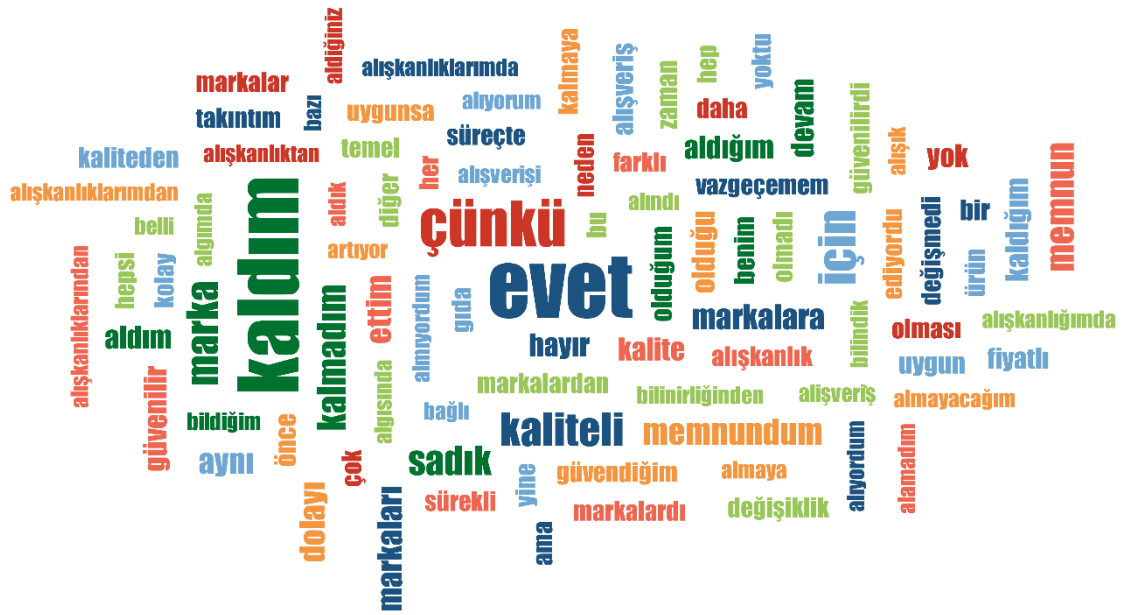 aldiğiniz
alışkanlıklarımda
markalar
takıntım
bazı
uygunsa
alıyorum
kalmaya
alışveriş
zaman
hep
yoktu
daha
süreçte
kaliteden
alışkanlıktan
temel
her
alışverişi
neden
farklı
aldığım
devam
güvenilirdi
alışık
yok
memnun
alışkanlıklarımdan
belli
algında
kaldım
aldık
diğer
artıyor
çünkü
bu
alındı
vazgeçemem
olduğum
olduğu
benim
olmadı
için
ediyordu
değişmedi
bir
ürün
kaldığım
alışkanlıklarından
hepsi
kolay
aldım
marka
kalmadım
ettim
almıyordum
gıda
evet
hayır
kalite
markalara
alışkanlık
bilindik
olması
alışkanlığımda
uygun
fiyatlı
güvenilir
bildiğim
algısında
bağlı
markalardan
bilinirliğinden
alişveriş
almayacağım
aynı
önce
çok
sadık
kaliteli
memnundum
dolayı
markaları
sürekli
yine
ama
güvendiğim
almaya
markalardı
değişiklik
alıyordum
alamadım